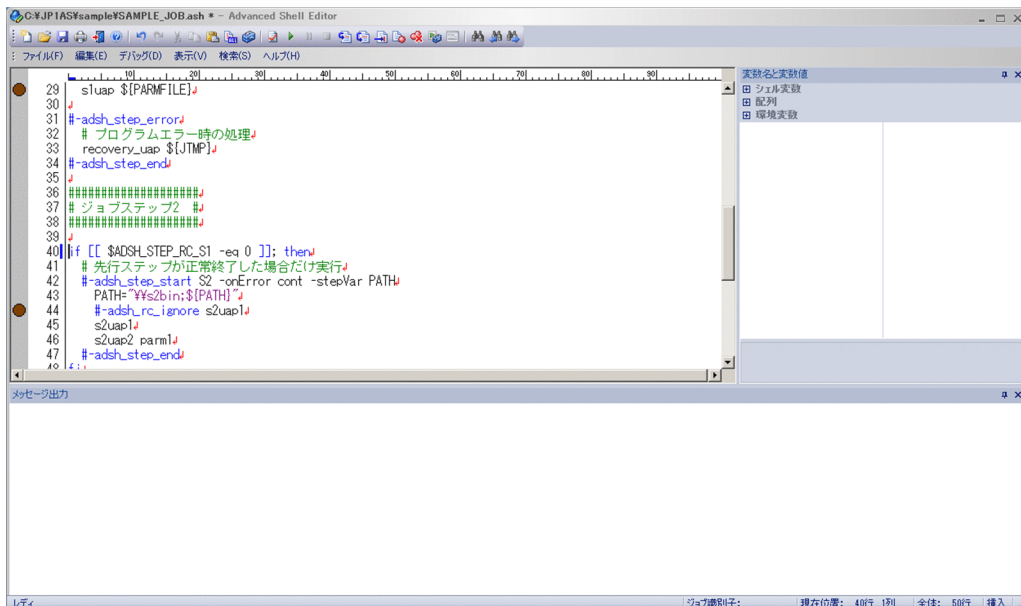 C:¥JP1AS¥sample¥SAMPLE_JOB.ash * - Advanced Shell Editor
ファイル(F) 編集(E) デバッグ(D) 表示(V) 検索(S) ヘルプ(H)
10 20 30 40 50 60 70 80 90
29 s1uap $[PARMFILE]
30
31 #-adsh_step_error
32 # プログラムエラー時の処理
33 recovery_uap $[JTMP]
34 #-adsh_step_end
35
36 ####################
37 # ジョブステップ2 #
38 ####################
39
40 if [[ $ADSH_STEP_RC_S1 -eq 0 ]]; then
41 # 先行ステップが正常終了した場合だけ実行
42 #-adsh_step_start S2 -onError cont -stepVar PATH
43 PATH="¥¥s2bin;$[PATH]"
44 #-adsh_rc_ignore s2uap1
45 s2uap1
46 s2uap2 parm1
47 #-adsh_step_end
48 fi
変数名と変数値
シェル変数
配列
環境変数
メッセージ出力
レディ
ジョブ識別子: 現在位置: 40行 1列 全体: 50行 挿入